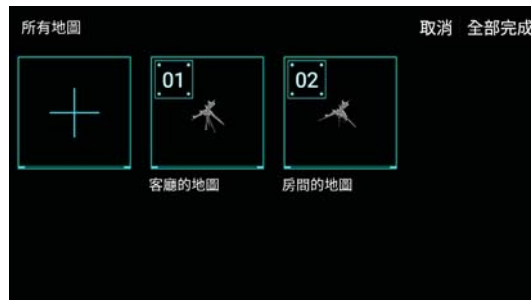 所有地圖
取消 全部完成
01
02
客廳的地圖
房間的地圖